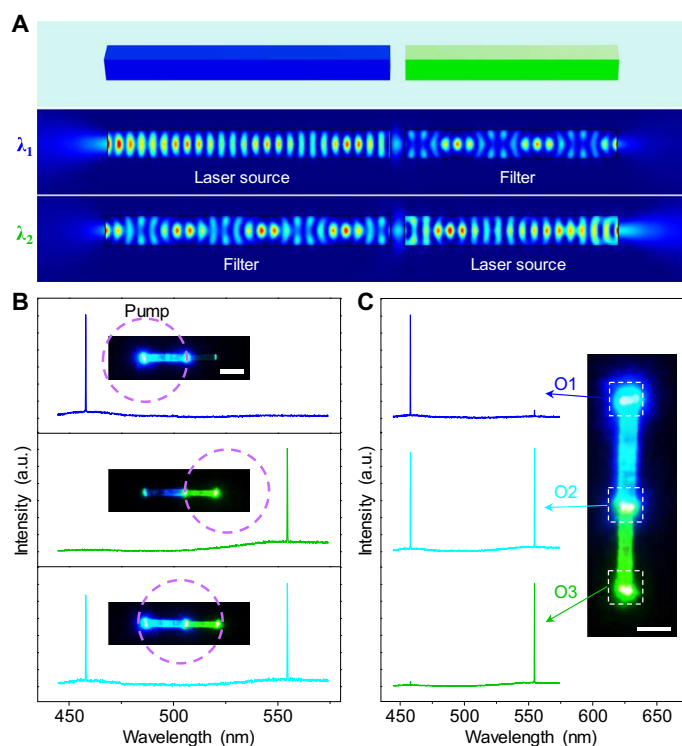 A
λ1
Laser source
Filter
λ2
Filter
Laser source
B
C
Pump
O1
O2
O3
Intensity (a.u.)
Intensity (a.u.)
450
500
550
450
500
550
600
650
Wavelength (nm)
Wavelength (nm)